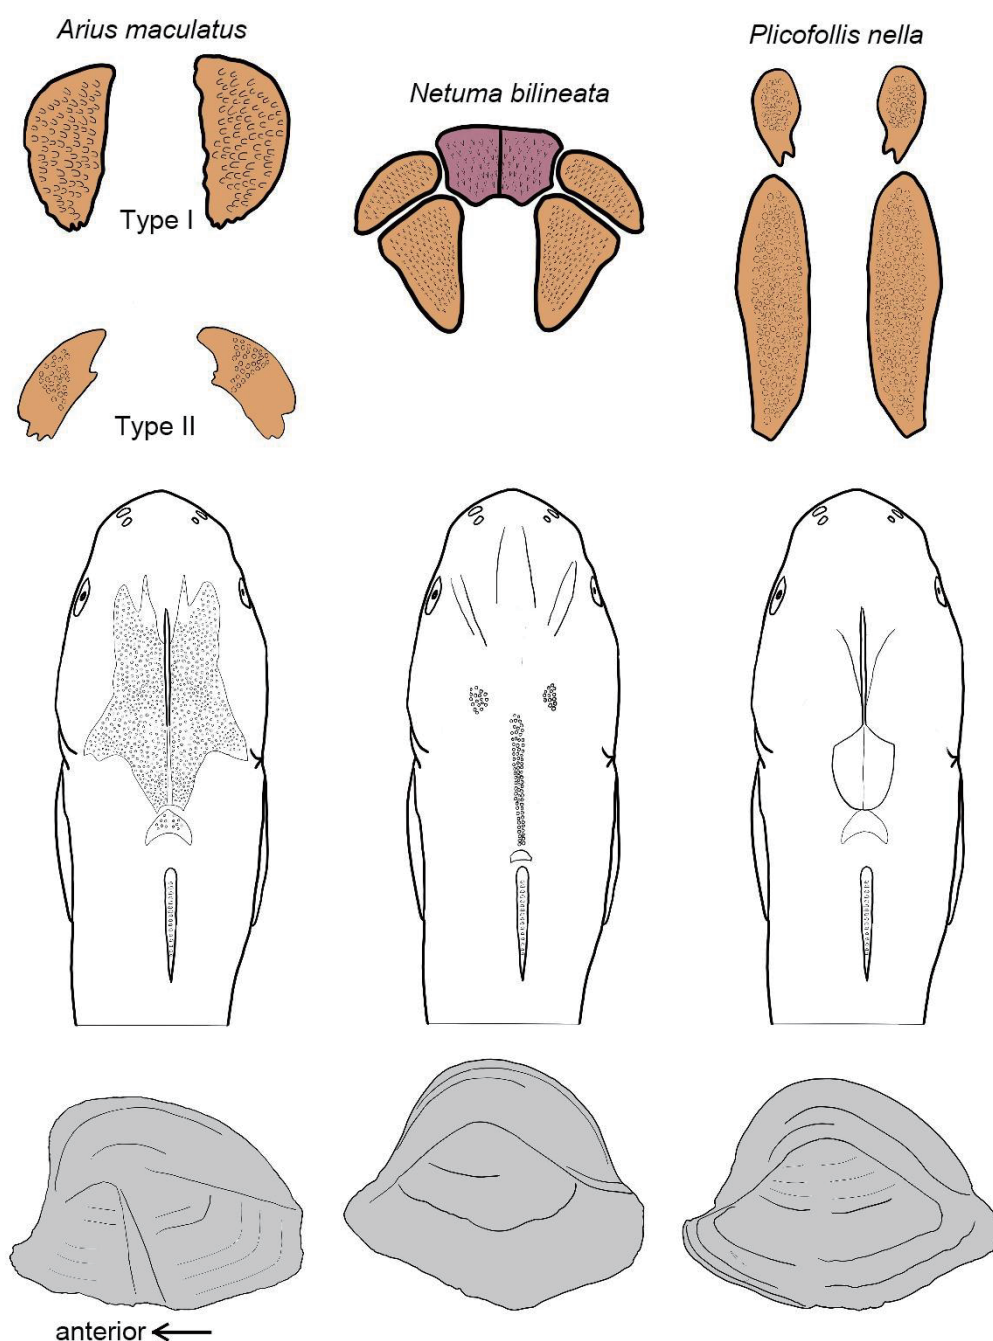 Arius maculatus
Netuma bilineata
Plicofollis nella
Type I
Type II
anterior